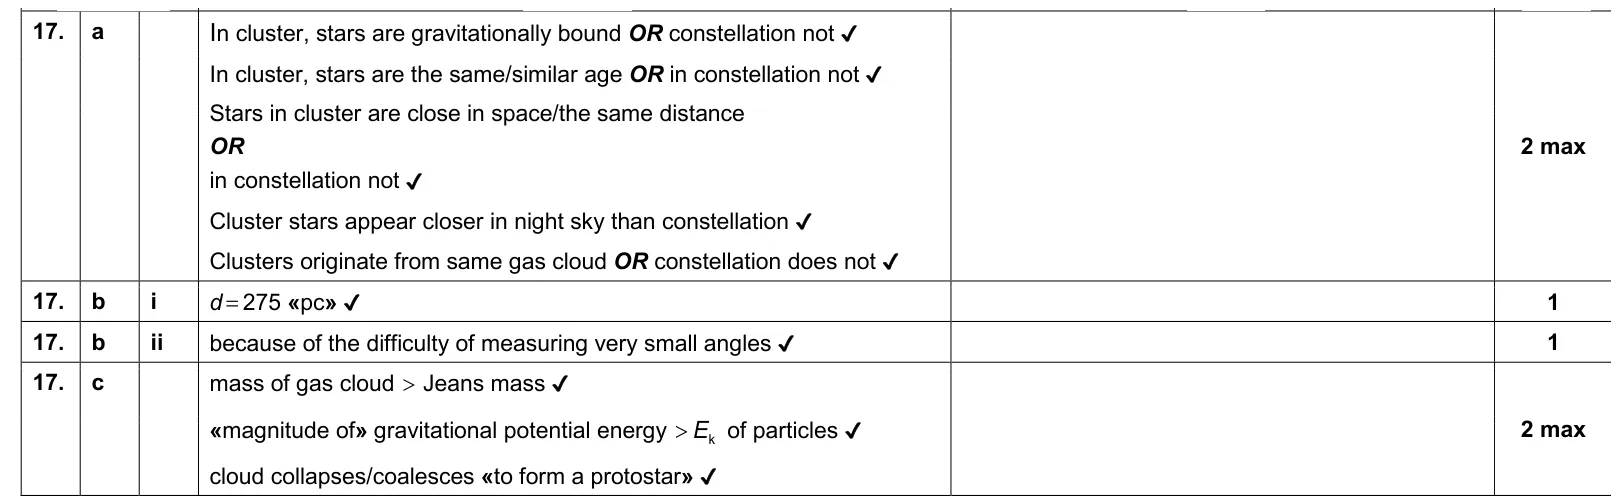 17. a In cluster, stars are gravitationally bound OR constellation not ✔
In cluster, stars are the same/similar age OR in constellation not ✔
Stars in cluster are close in space/the same distance
OR
2 max
in constellation not ✔
Cluster stars appear closer in night sky than constellation ✔
Clusters originate from same gas cloud OR constellation does not ✔
17. b i d = 275 «pc» ✔ 1
17. b ii because of the difficulty of measuring very small angles ✔ 1
17. c mass of gas cloud > Jeans mass ✔
«magnitude of» gravitational potential energy > Ek of particles ✔ 2 max
cloud collapses/coalesces «to form a protostar» ✔